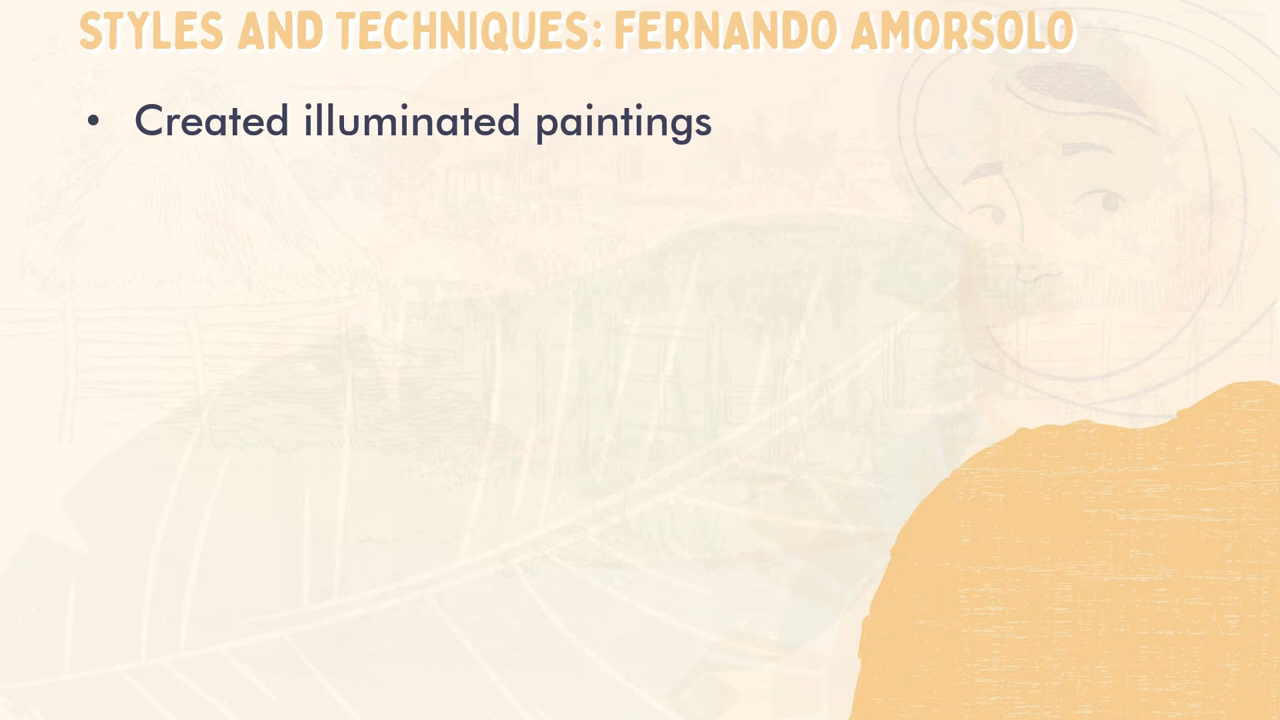 STYLES AND TECHNIQUES: FERNANDO AMORSOLO
• Created illuminated paintings